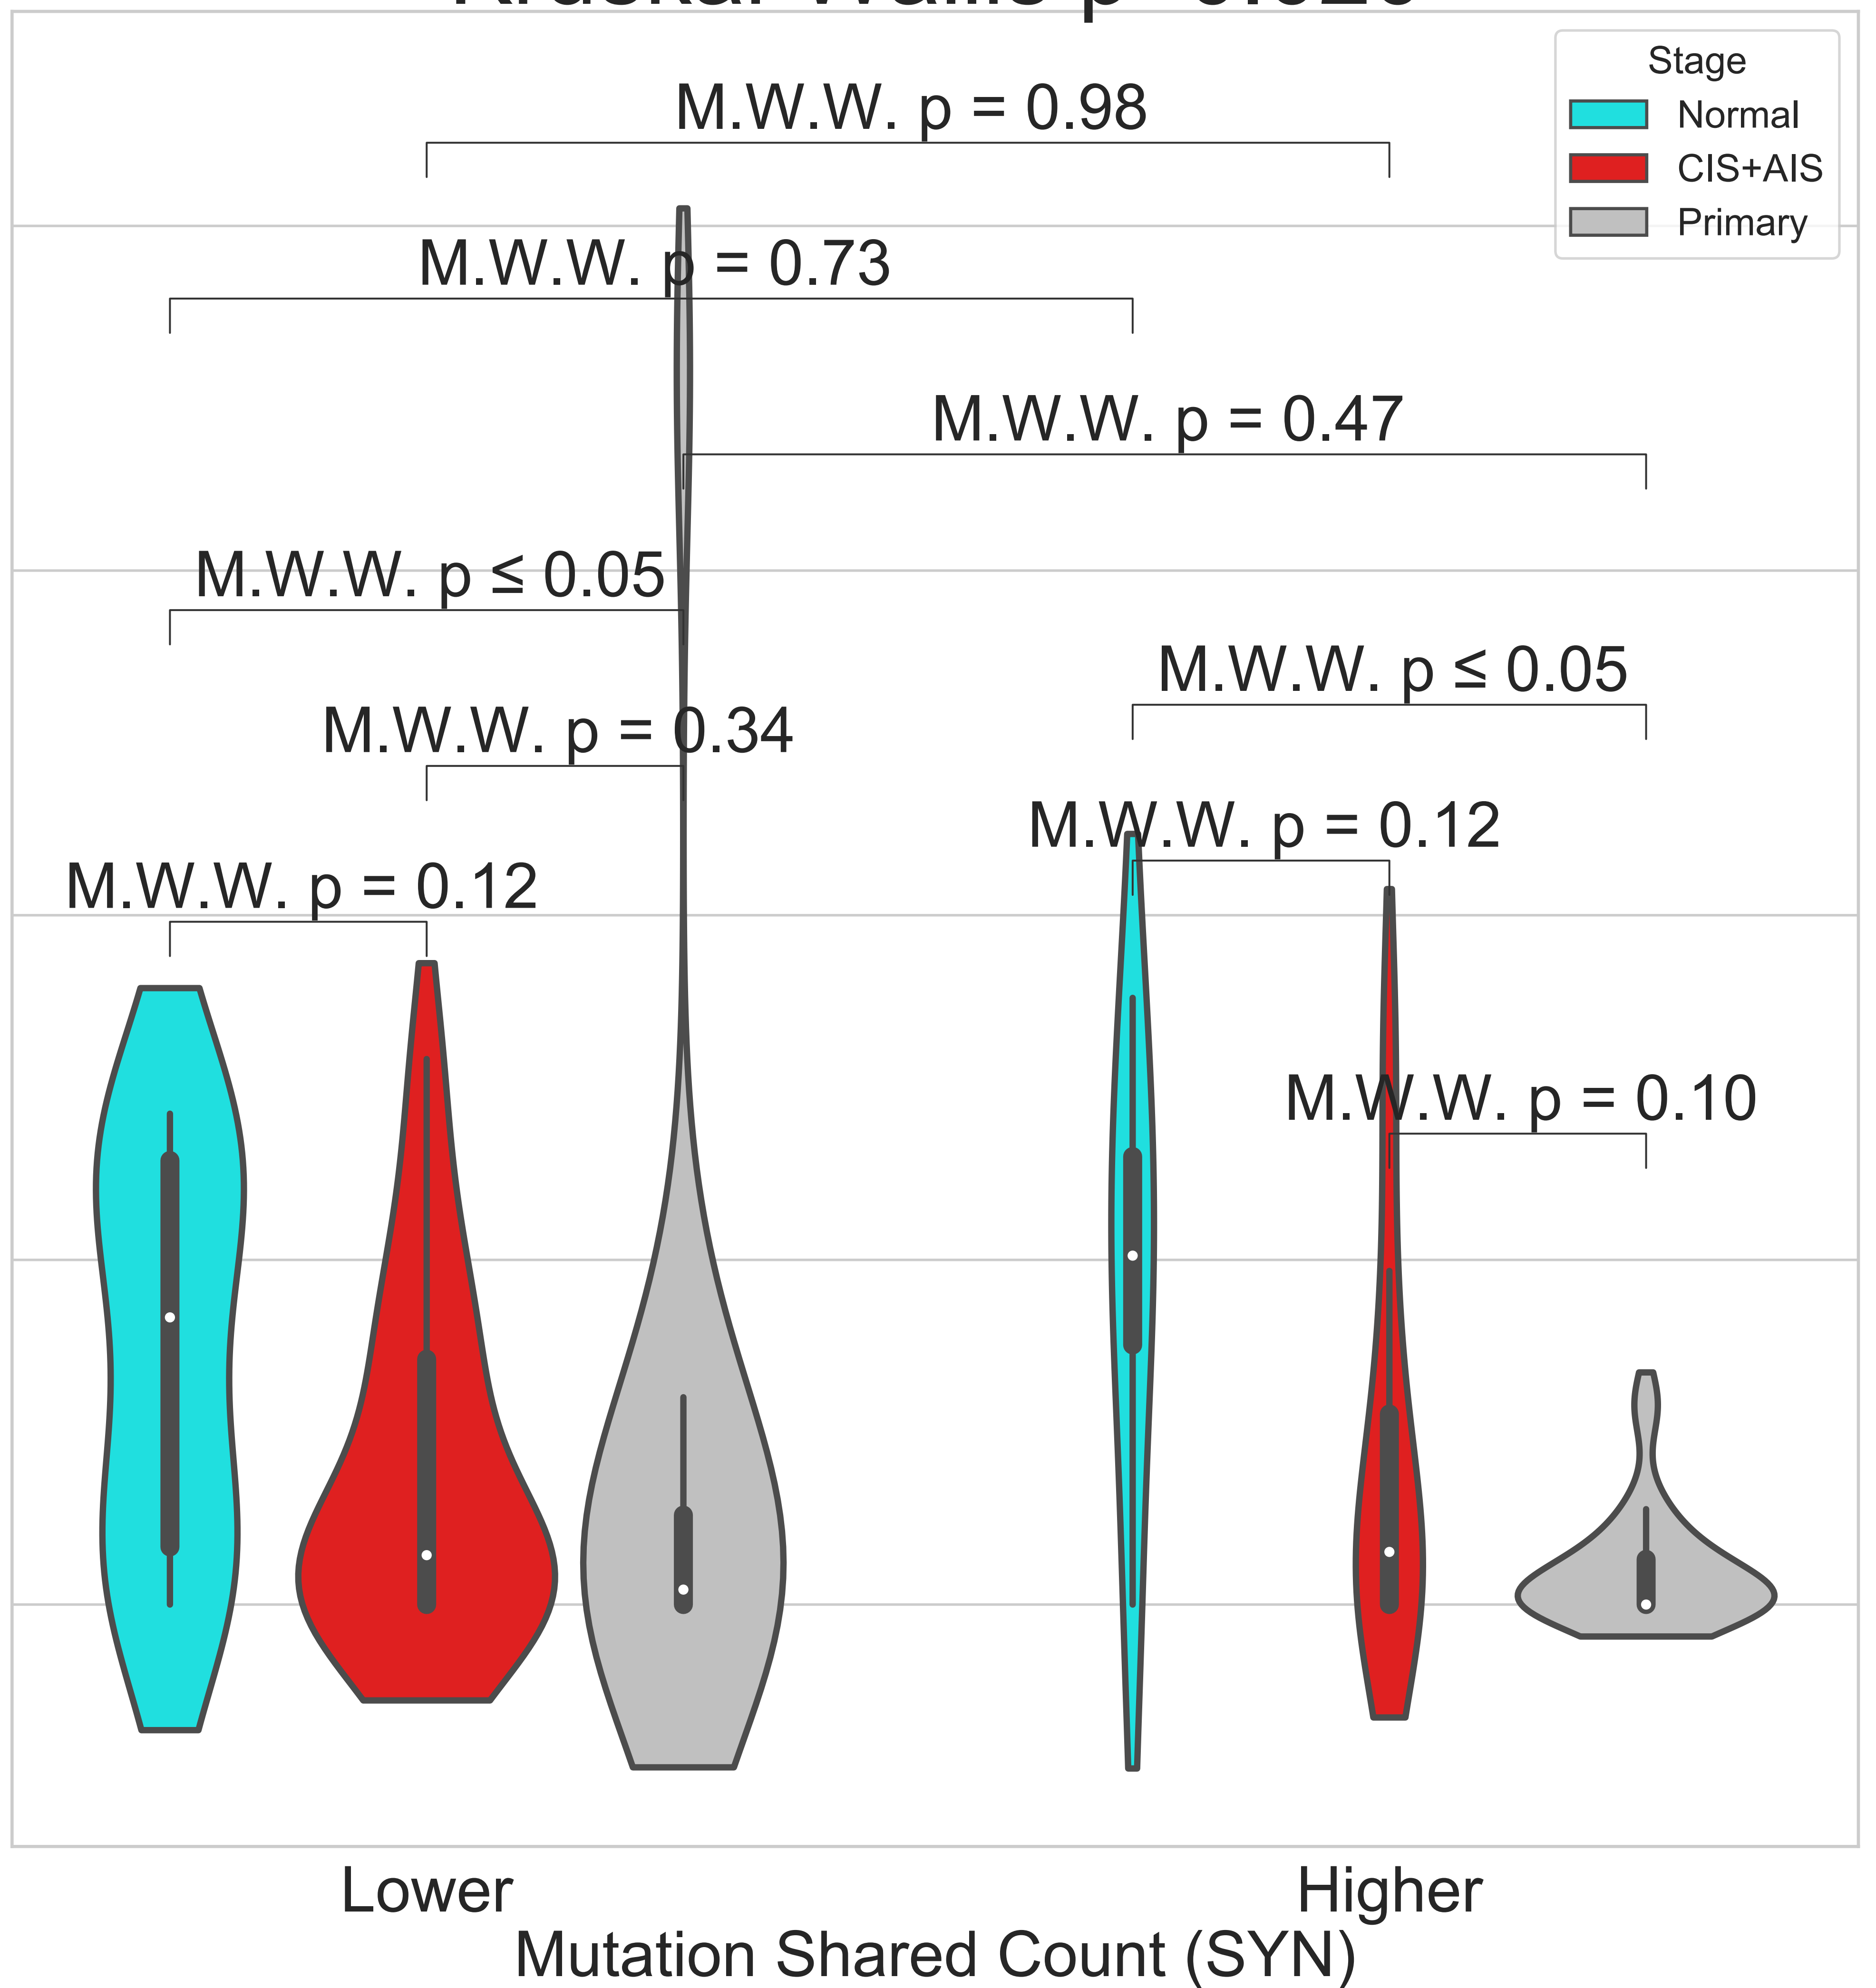 Stage
Normal
CIS+AIS
Primary
M.W.W. p = 0.98
M.W.W. p = 0.73
M.W.W. p = 0.47
M.W.W. p ≤ 0.05
M.W.W. p ≤ 0.05
M.W.W. p = 0.34
M.W.W. p = 0.12
M.W.W. p = 0.12
M.W.W. p = 0.10
Lower
Higher
Mutation Shared Count (SYN)